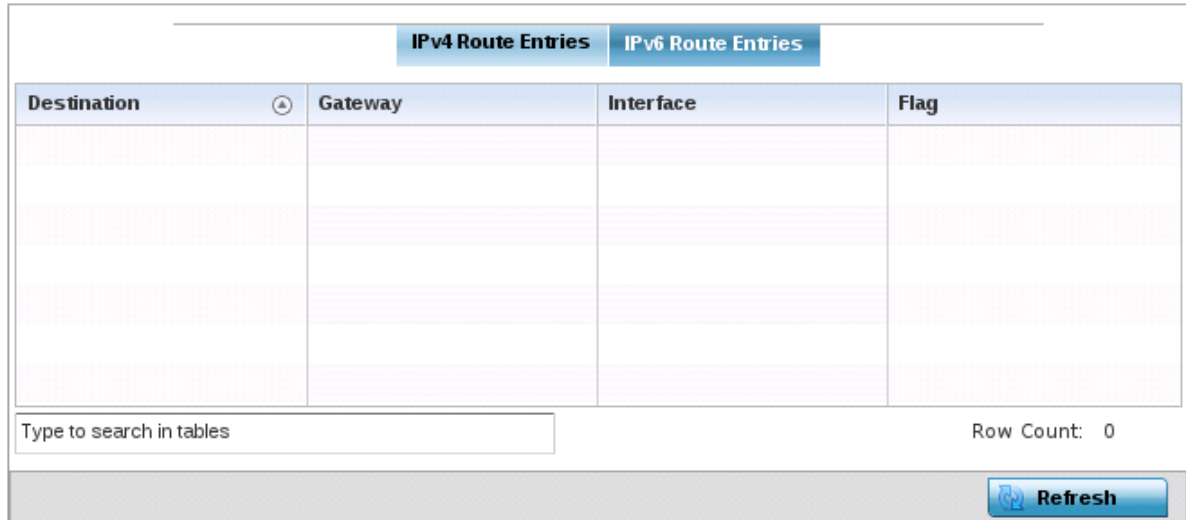 IPv4 Route Entries IPv6 Route Entries
Destination Gateway Interface Flag
Type to search in tables Row Count: 0
Refresh